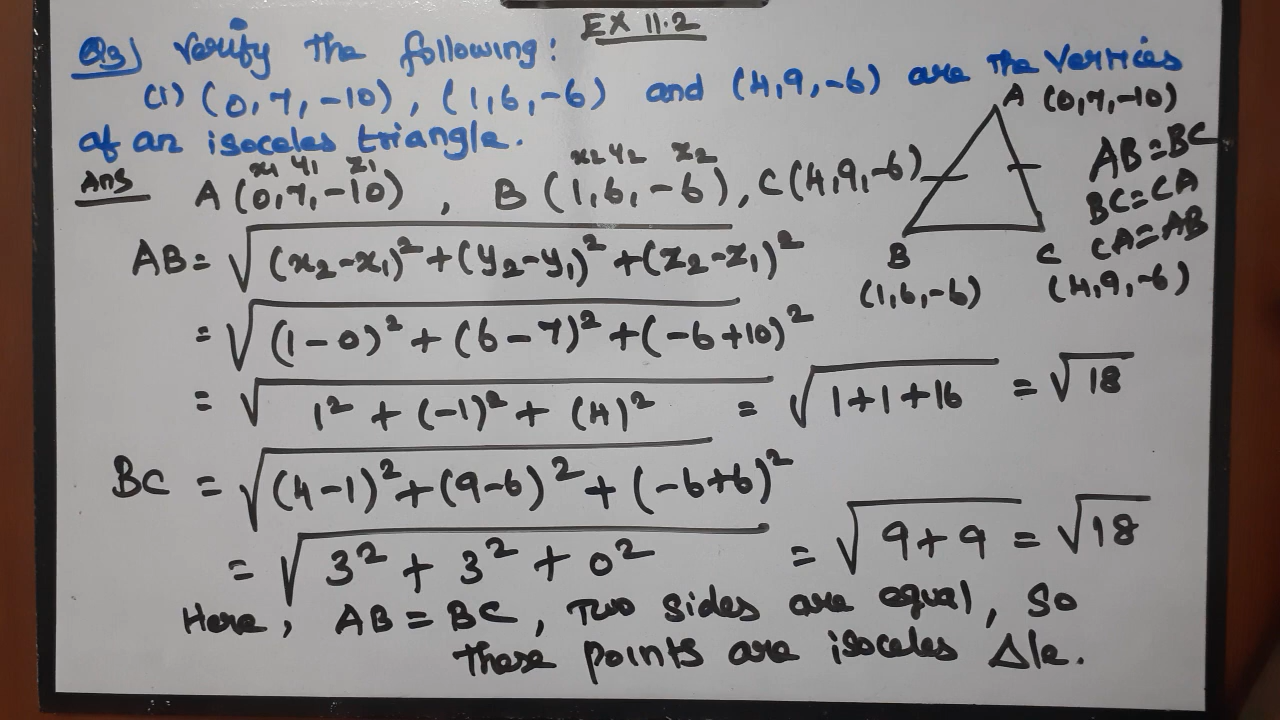 EX 11.2
Q3) Verify the following:
(1) (0,7,-10), (1,6,-6) and (4,9,-6) are the vertices
of an isoceles triangle.
A (0,7,-10)
x₁ y₁ z₁
x₂ y₂ z₂
Ans A (0,7,-10), B (1,6,-6), C(4,9,-6)
AB=BC
BC=CA
CA=AB
B
C
(1,6,-6)
(4,9,-6)
AB= √(x₂-x₁)²+(y₂-y₁)²+(z₂-z₁)²
= √(1-0)²+(6-7)²+(-6+10)²
= √1²+(-1)²+(4)² = √1+1+16 = √18
BC = √(4-1)²+(9-6)²+(-6+6)²
= √3²+3²+0² = √9+9 = √18
Here, AB=BC, Two sides are equal, So
these points are isoceles Δle.